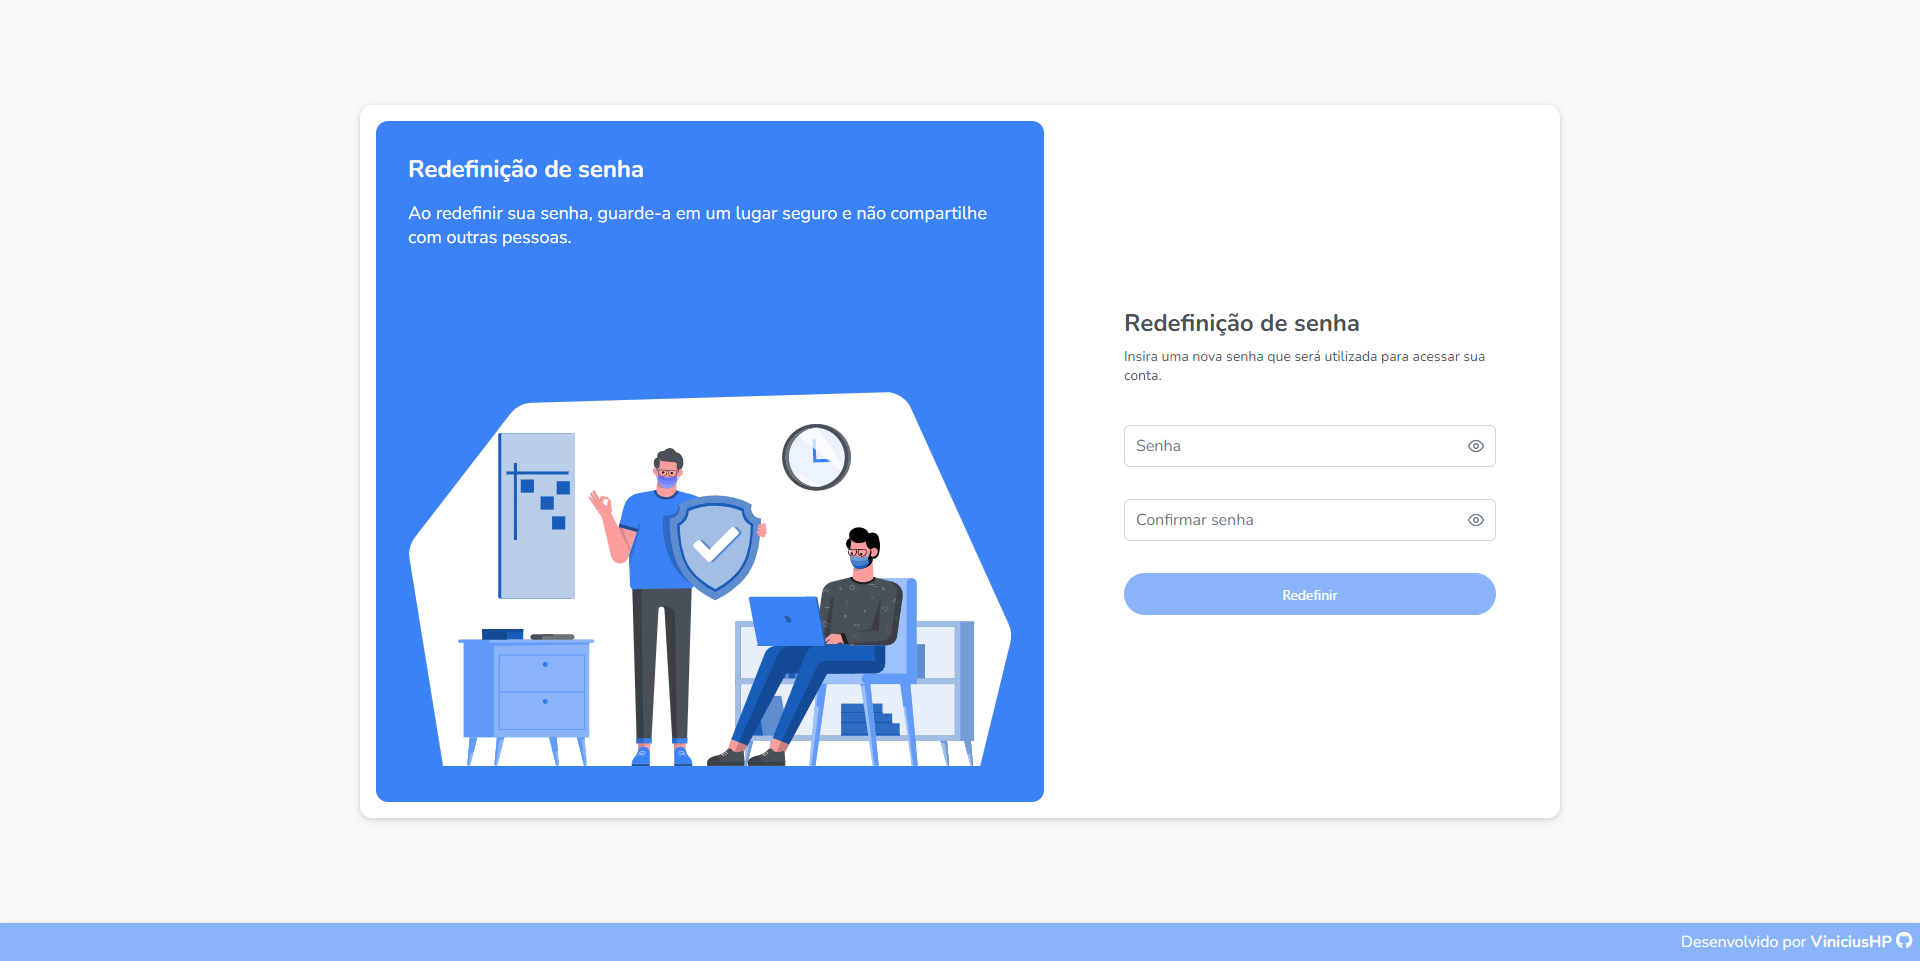 Redefinição de senha
Ao redefinir sua senha, guarde-a em um lugar seguro e não compartilhe
com outras pessoas.
Redefinição de senha
Insira uma nova senha que será utilizada para acessar sua
conta.
Senha
Confirmar senha
Redefinir
Desenvolvido por ViniciusHP